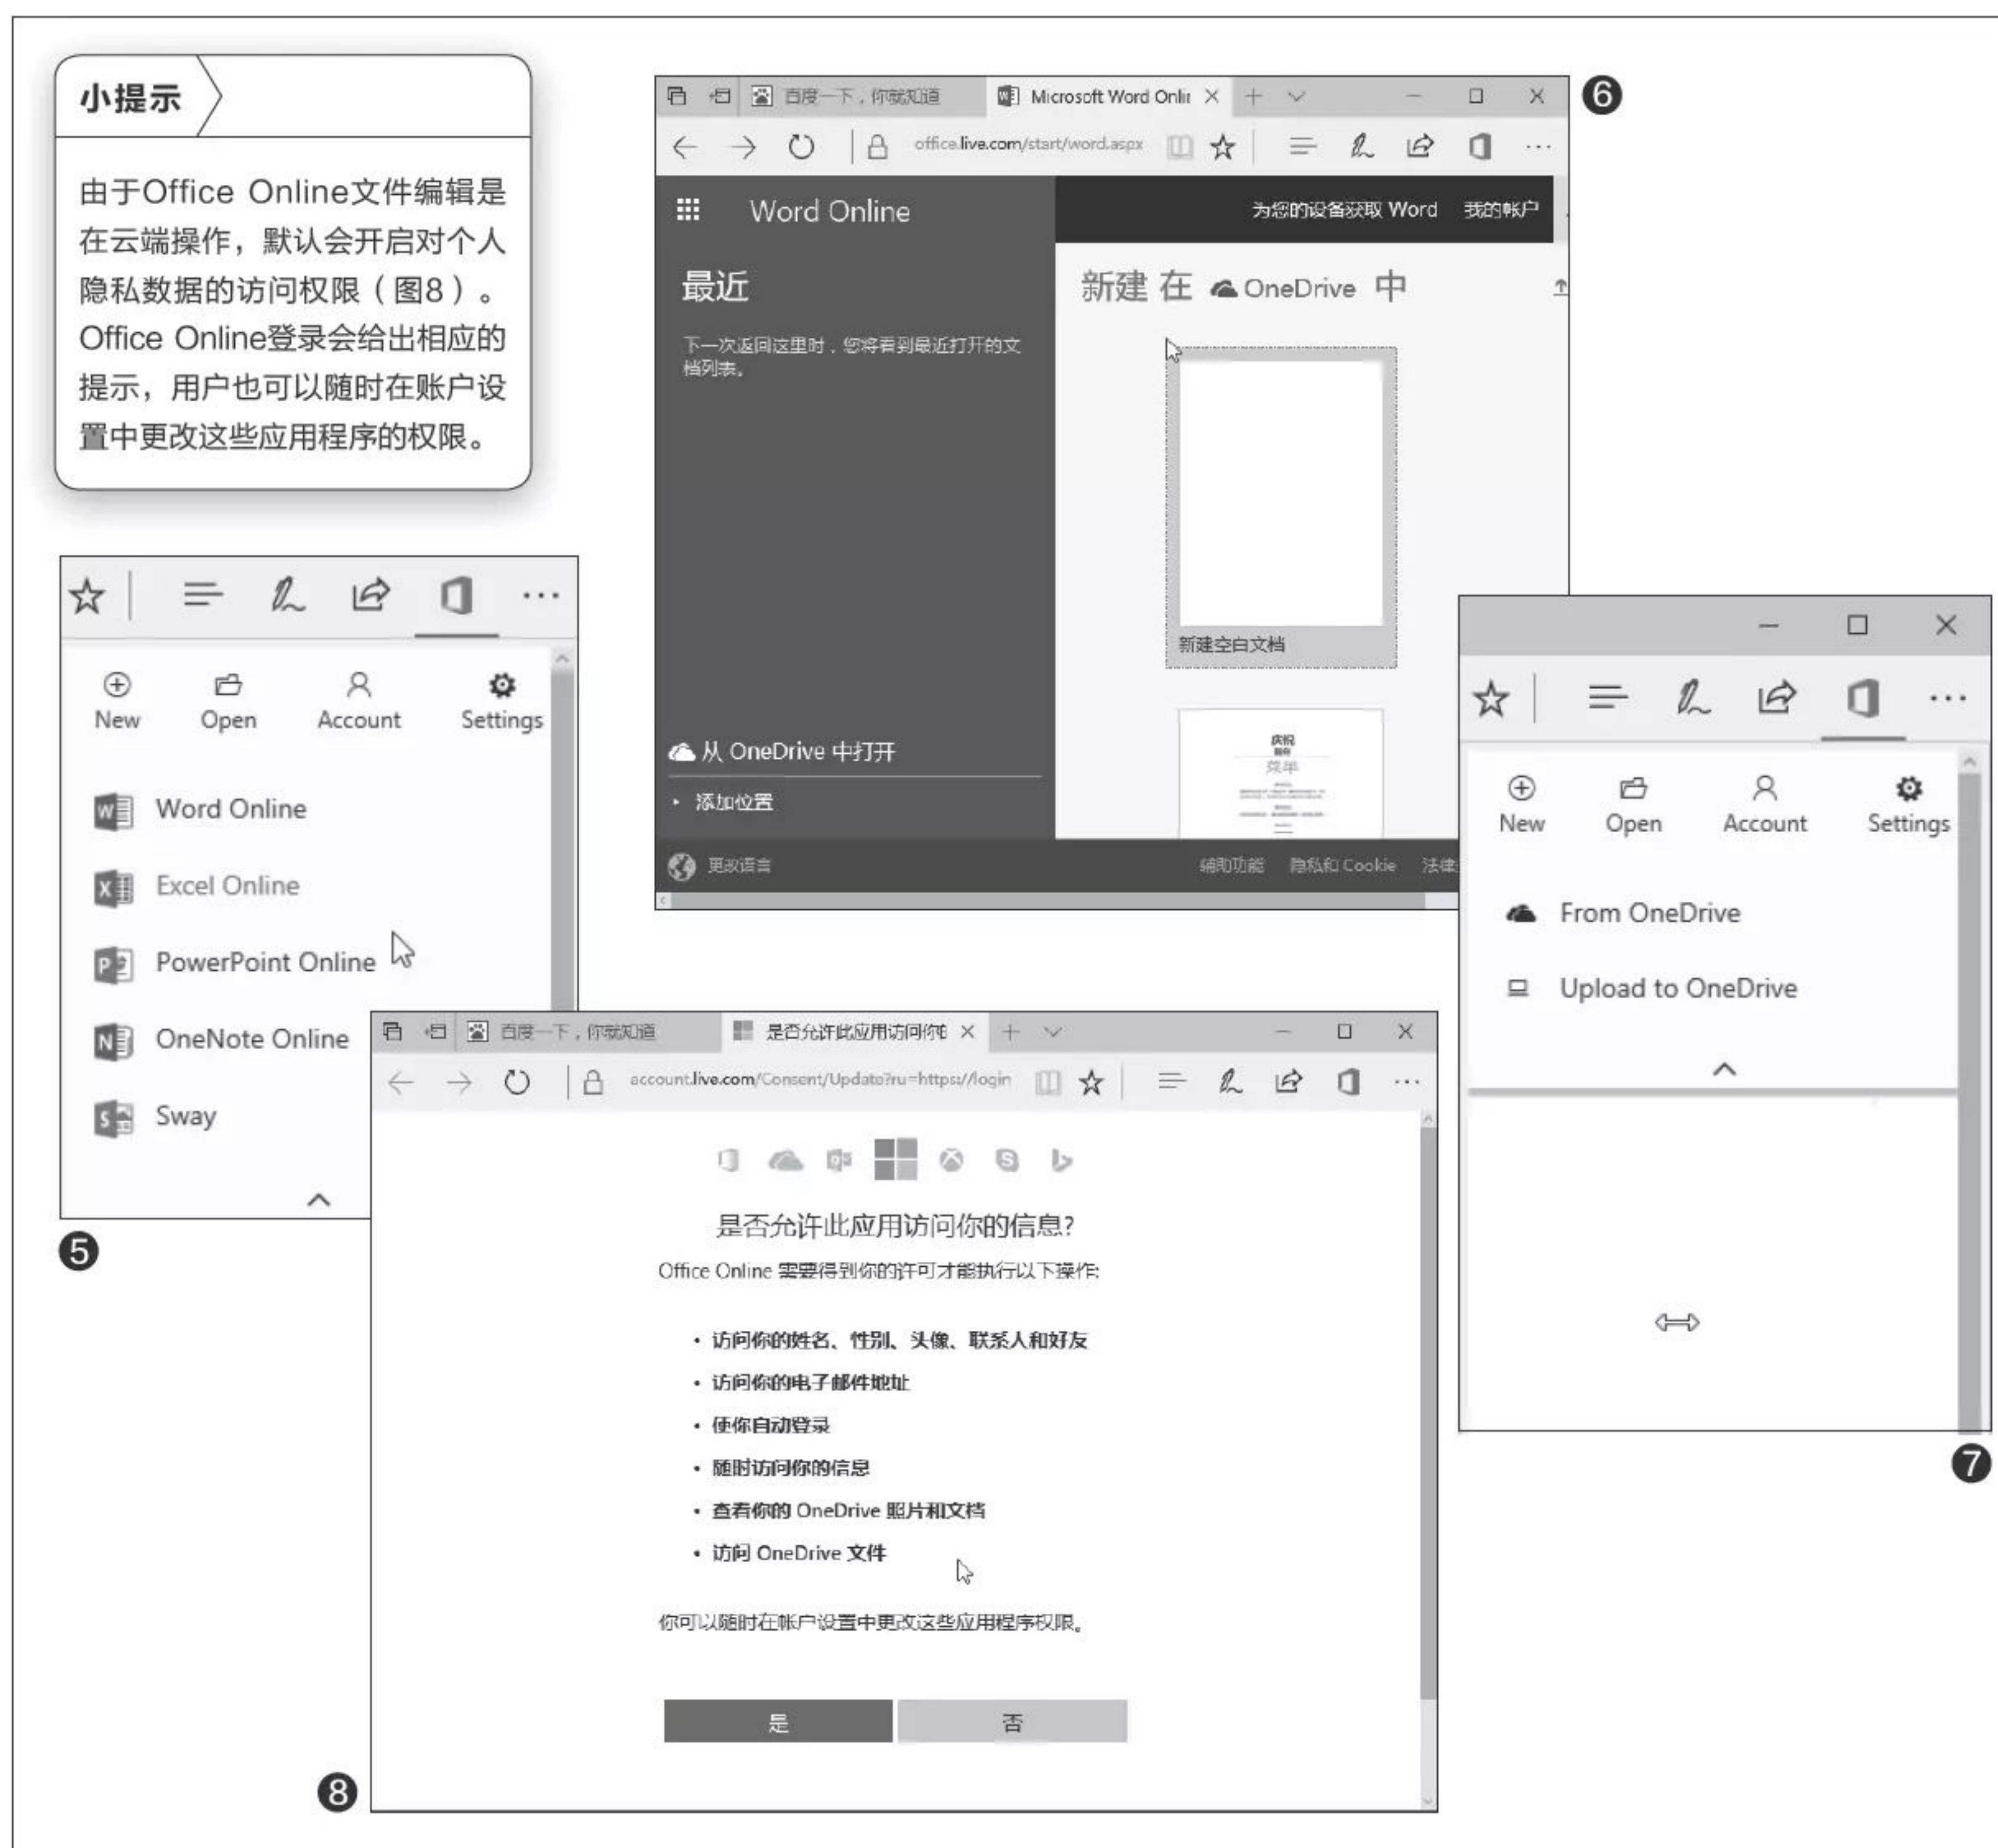 小提示
由于Office Online文件编辑是
在云端操作，默认会开启对个人
隐私数据的访问权限（图8）。
Office Online登录会给出相应的
提示，用户也可以随时在账户设
置中更改这些应用程序的权限。
New Open Account Settings
Word Online
Excel Online
PowerPoint Online
OneNote Online
Sway
5
百度一下，你就知道 Microsoft Word Onlin
office.live.com/start/word.aspx
Word Online 为您的设备获取 Word 我的帐户
最近
下一次返回这里时，您将看到最近打开的文
档列表。
新建 在 OneDrive 中
新建空白文档
庆祝
菜单
从 OneDrive 中打开
添加位置
更改语言 辅助功能 隐私和 Cookie 法律
6
New Open Account Settings
From OneDrive
Upload to OneDrive
7
百度一下，你就知道 是否允许此应用访问你的
account.live.com/Consent/Update?ru=https://login
是否允许此应用访问你的信息?
Office Online 需要得到你的许可才能执行以下操作:
• 访问你的姓名、性别、头像、联系人和好友
• 访问你的电子邮件地址
• 使你自动登录
• 随时访问你的信息
• 查看你的 OneDrive 照片和文档
• 访问 OneDrive 文件
你可以随时在帐户设置中更改这些应用程序权限。
是 否
8